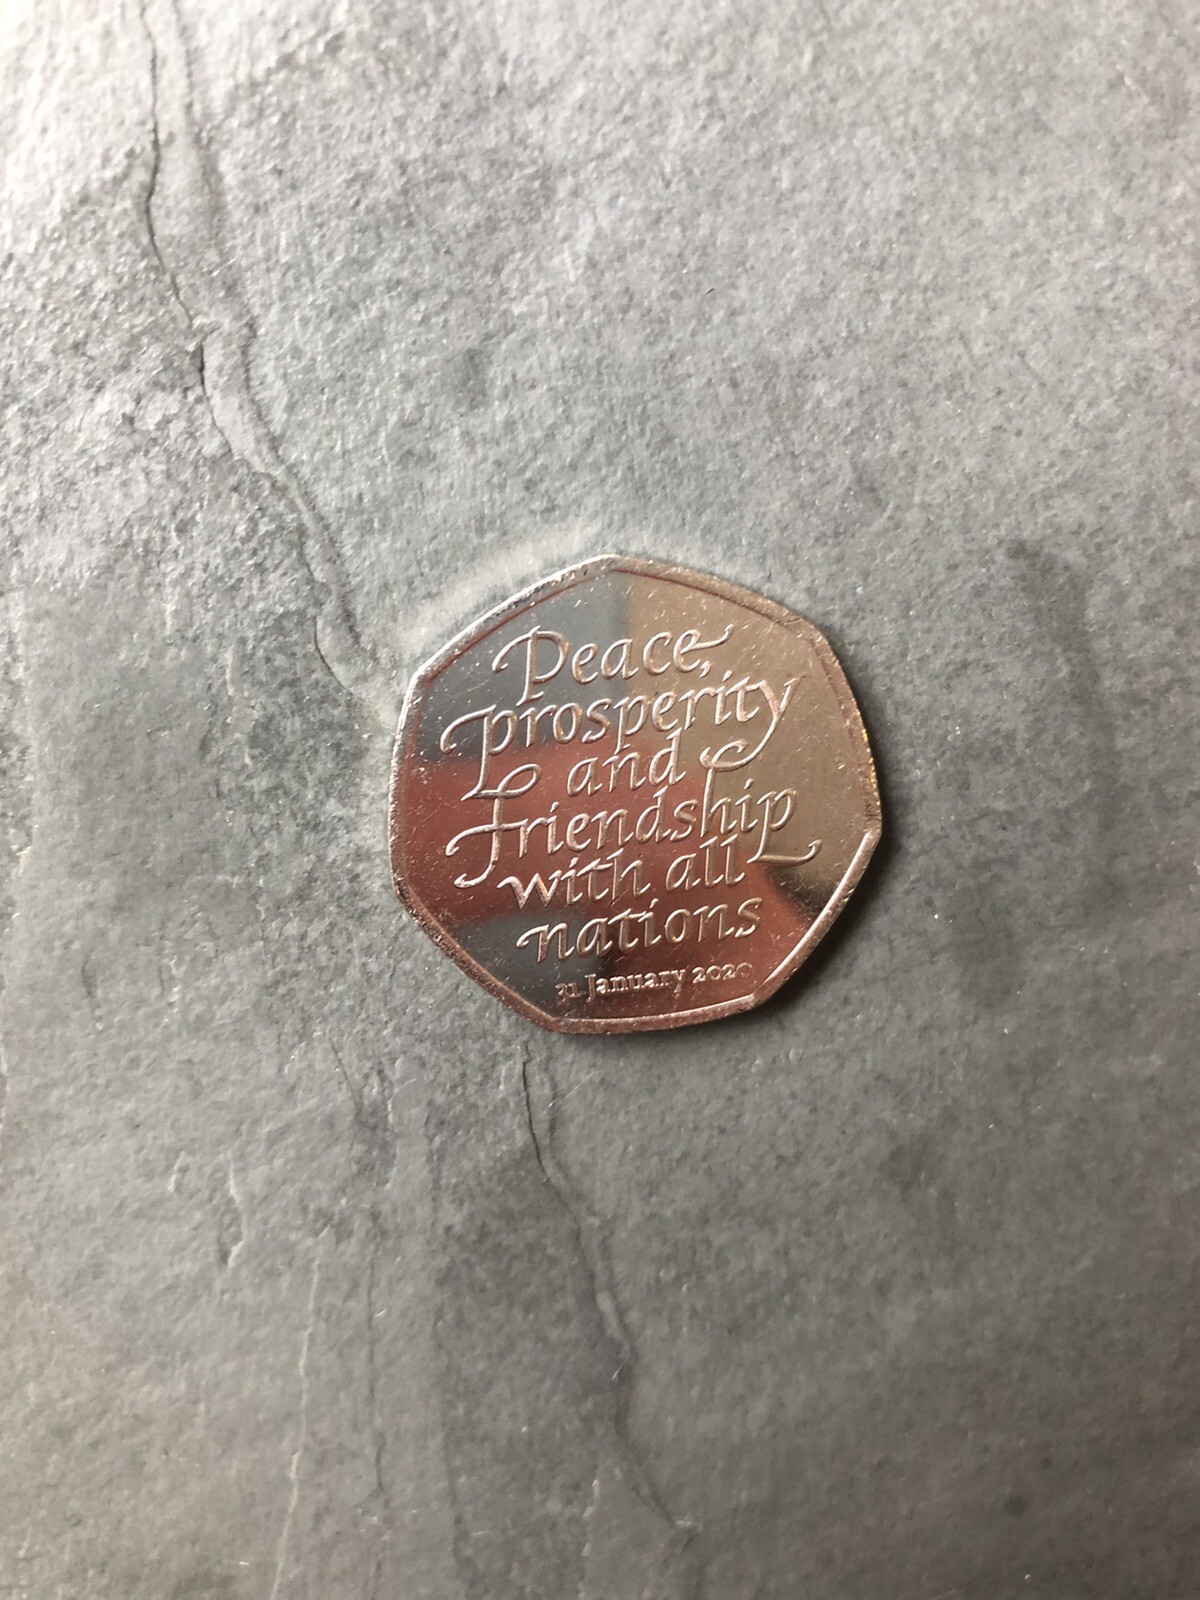 Peace,
prosperity
and
friendship
with all
nations
31 January 2020